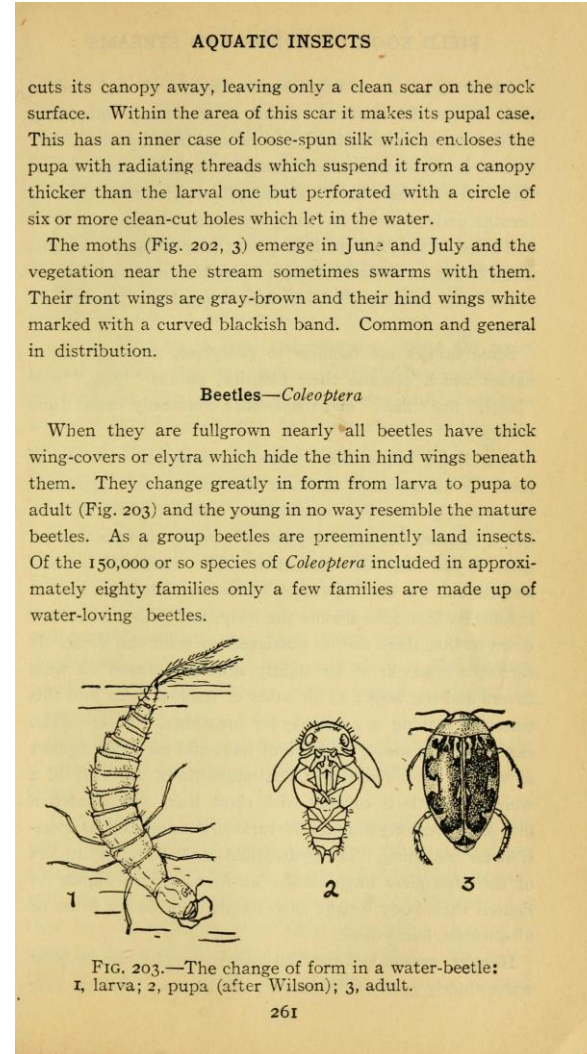 AQUATIC INSECTS
cuts its canopy away, leaving only a clean scar on the rock
surface. Within the area of this scar it makes its pupal case.
This has an inner case of loose-spun silk which encloses the
pupa with radiating threads which suspend it from a canopy
thicker than the larval one but perforated with a circle of
six or more clean-cut holes which let in the water.
The moths (Fig. 202, 3) emerge in June and July and the
vegetation near the stream sometimes swarms with them.
Their front wings are gray-brown and their hind wings white
marked with a curved blackish band. Common and general
in distribution.
Beetles—Coleoptera
When they are fullgrown nearly all beetles have thick
wing-covers or elytra which hide the thin hind wings beneath
them. They change greatly in form from larva to pupa to
adult (Fig. 203) and the young in no way resemble the mature
beetles. As a group beetles are preeminently land insects.
Of the 150,000 or so species of Coleoptera included in approxi-
mately eighty families only a few families are made up of
water-loving beetles.
1
2
3
FIG. 203.—The change of form in a water-beetle:
1, larva; 2, pupa (after Wilson); 3, adult.
261